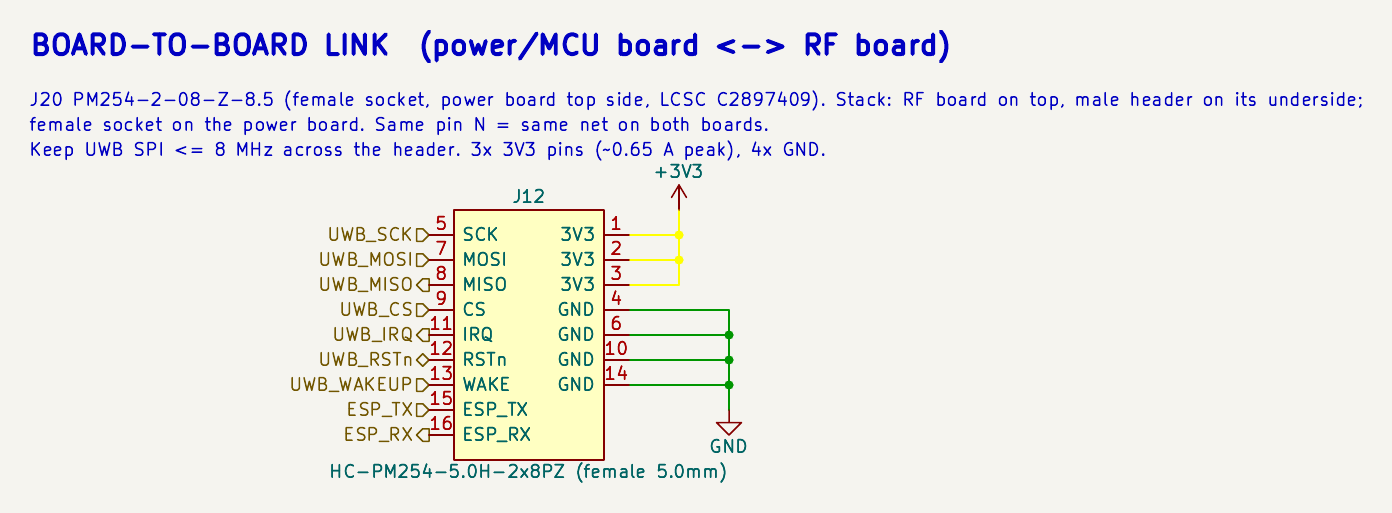 BOARD-TO-BOARD LINK (power/MCU board <-> RF board)
J20 PM254-2-08-Z-8.5 (female socket, power board top side, LCSC C2897409). Stack: RF board on top, male header on its underside;
female socket on the power board. Same pin N = same net on both boards.
Keep UWB SPI <= 8 MHz across the header. 3x 3V3 pins (~0.65 A peak), 4x GND.
+3V3
J12
UWB_SCK 5 SCK 3V3 1
UWB_MOSI 7 MOSI 3V3 2
UWB_MISO 8 MISO 3V3 3
UWB_CS 9 CS GND 4
UWB_IRQ 11 IRQ GND 6
UWB_RSTn 12 RSTn GND 10
UWB_WAKEUP 13 WAKE GND 14
ESP_TX 15 ESP_TX
ESP_RX 16 ESP_RX
GND
HC-PM254-5.0H-2x8PZ (female 5.0mm)